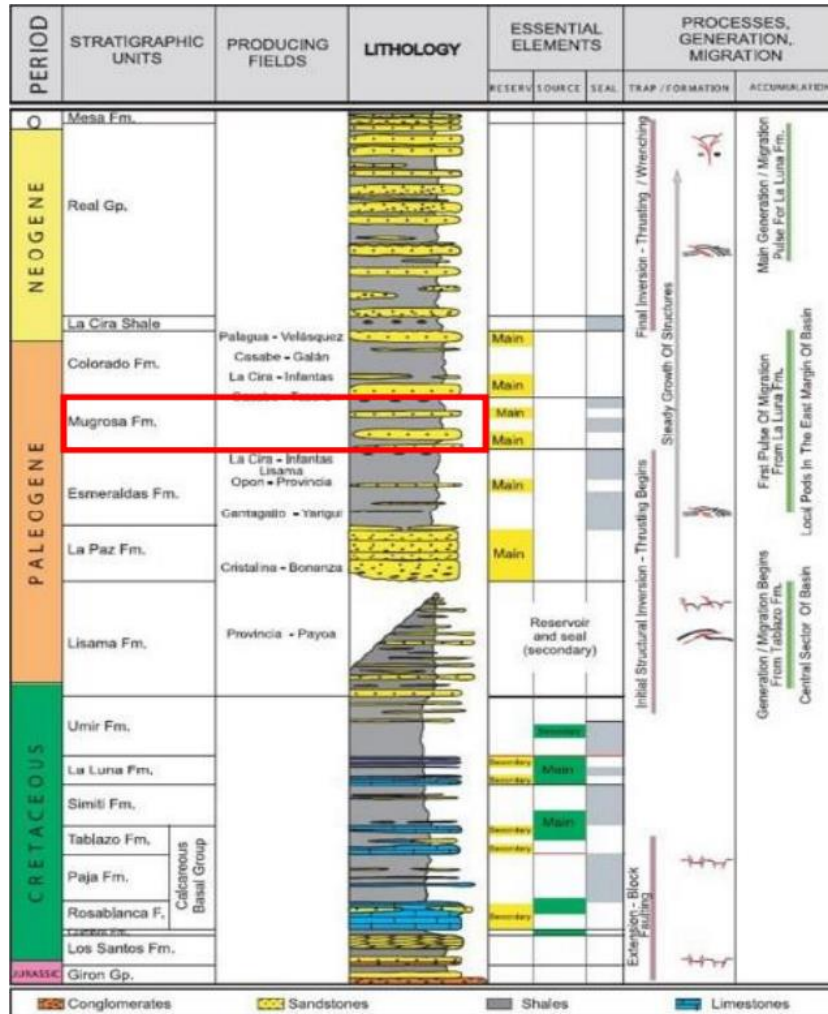 PERIOD
STRATIGRAPHIC UNITS
PRODUCING FIELDS
LITHOLOGY
ESSENTIAL ELEMENTS
RESERV
SOURCE
SEAL
PROCESSES, GENERATION, MIGRATION
TRAP / FORMATION
ACCUMULATION
Q
NEOGENE
PALEOGENE
CRETACEOUS
JURASSIC
Mesa Fm.
Real Gp.
La Cira Shale
Colorado Fm.
Mugrosa Fm.
Esmeraldas Fm.
La Paz Fm.
Lisama Fm.
Umir Fm.
La Luna Fm.
Simiti Fm.
Tablazo Fm.
Paja Fm.
Rosablanca F.
Calcareous Basal Group
Los Santos Fm.
Giron Gp.
Palagua - Velásquez
Casabe - Galán
La Cira - Infantas
La Cira - Infantas
Lisama
Opon - Provincia
Cantagallo - Yarigui
Cristalina - Bonanza
Provincia - Payoa
Main
Main
Main
Main
Main
Main
Reservoir
and seal
(secondary)
Secondary
Secondary
Secondary
Secondary
Secondary
Secondary
Main
Main
Final Inversion - Thrusting / Wrenching
Steady Growth Of Structures
Initial Structural Inversion - Thrusting Begins
Extension - Block
Faulting
Main Generation / Migration
Pulse For La Luna Fm.
First Pulse Of Migration
From La Luna Fm.
Local Pods In The East Margin Of Basin
Generation / Migration Begins
From Tablazo Fm.
Central Sector Of Basin
Conglomerates
Sandstones
Shales
Limestones